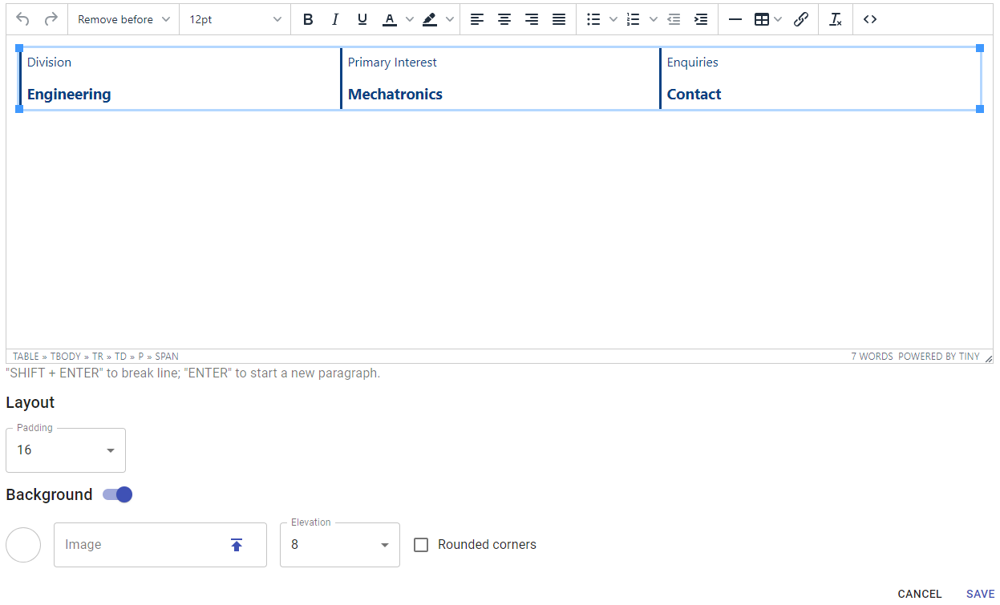 Remove before 12pt B I U A
Division Primary Interest Enquiries
Engineering Mechatronics Contact
TABLE » TBODY » TR » TD » P » SPAN 7 WORDS POWERED BY TINY
"SHIFT + ENTER" to break line; "ENTER" to start a new paragraph.
Layout
Padding
16
Background
Elevation
Image 8 Rounded corners
CANCEL SAVE